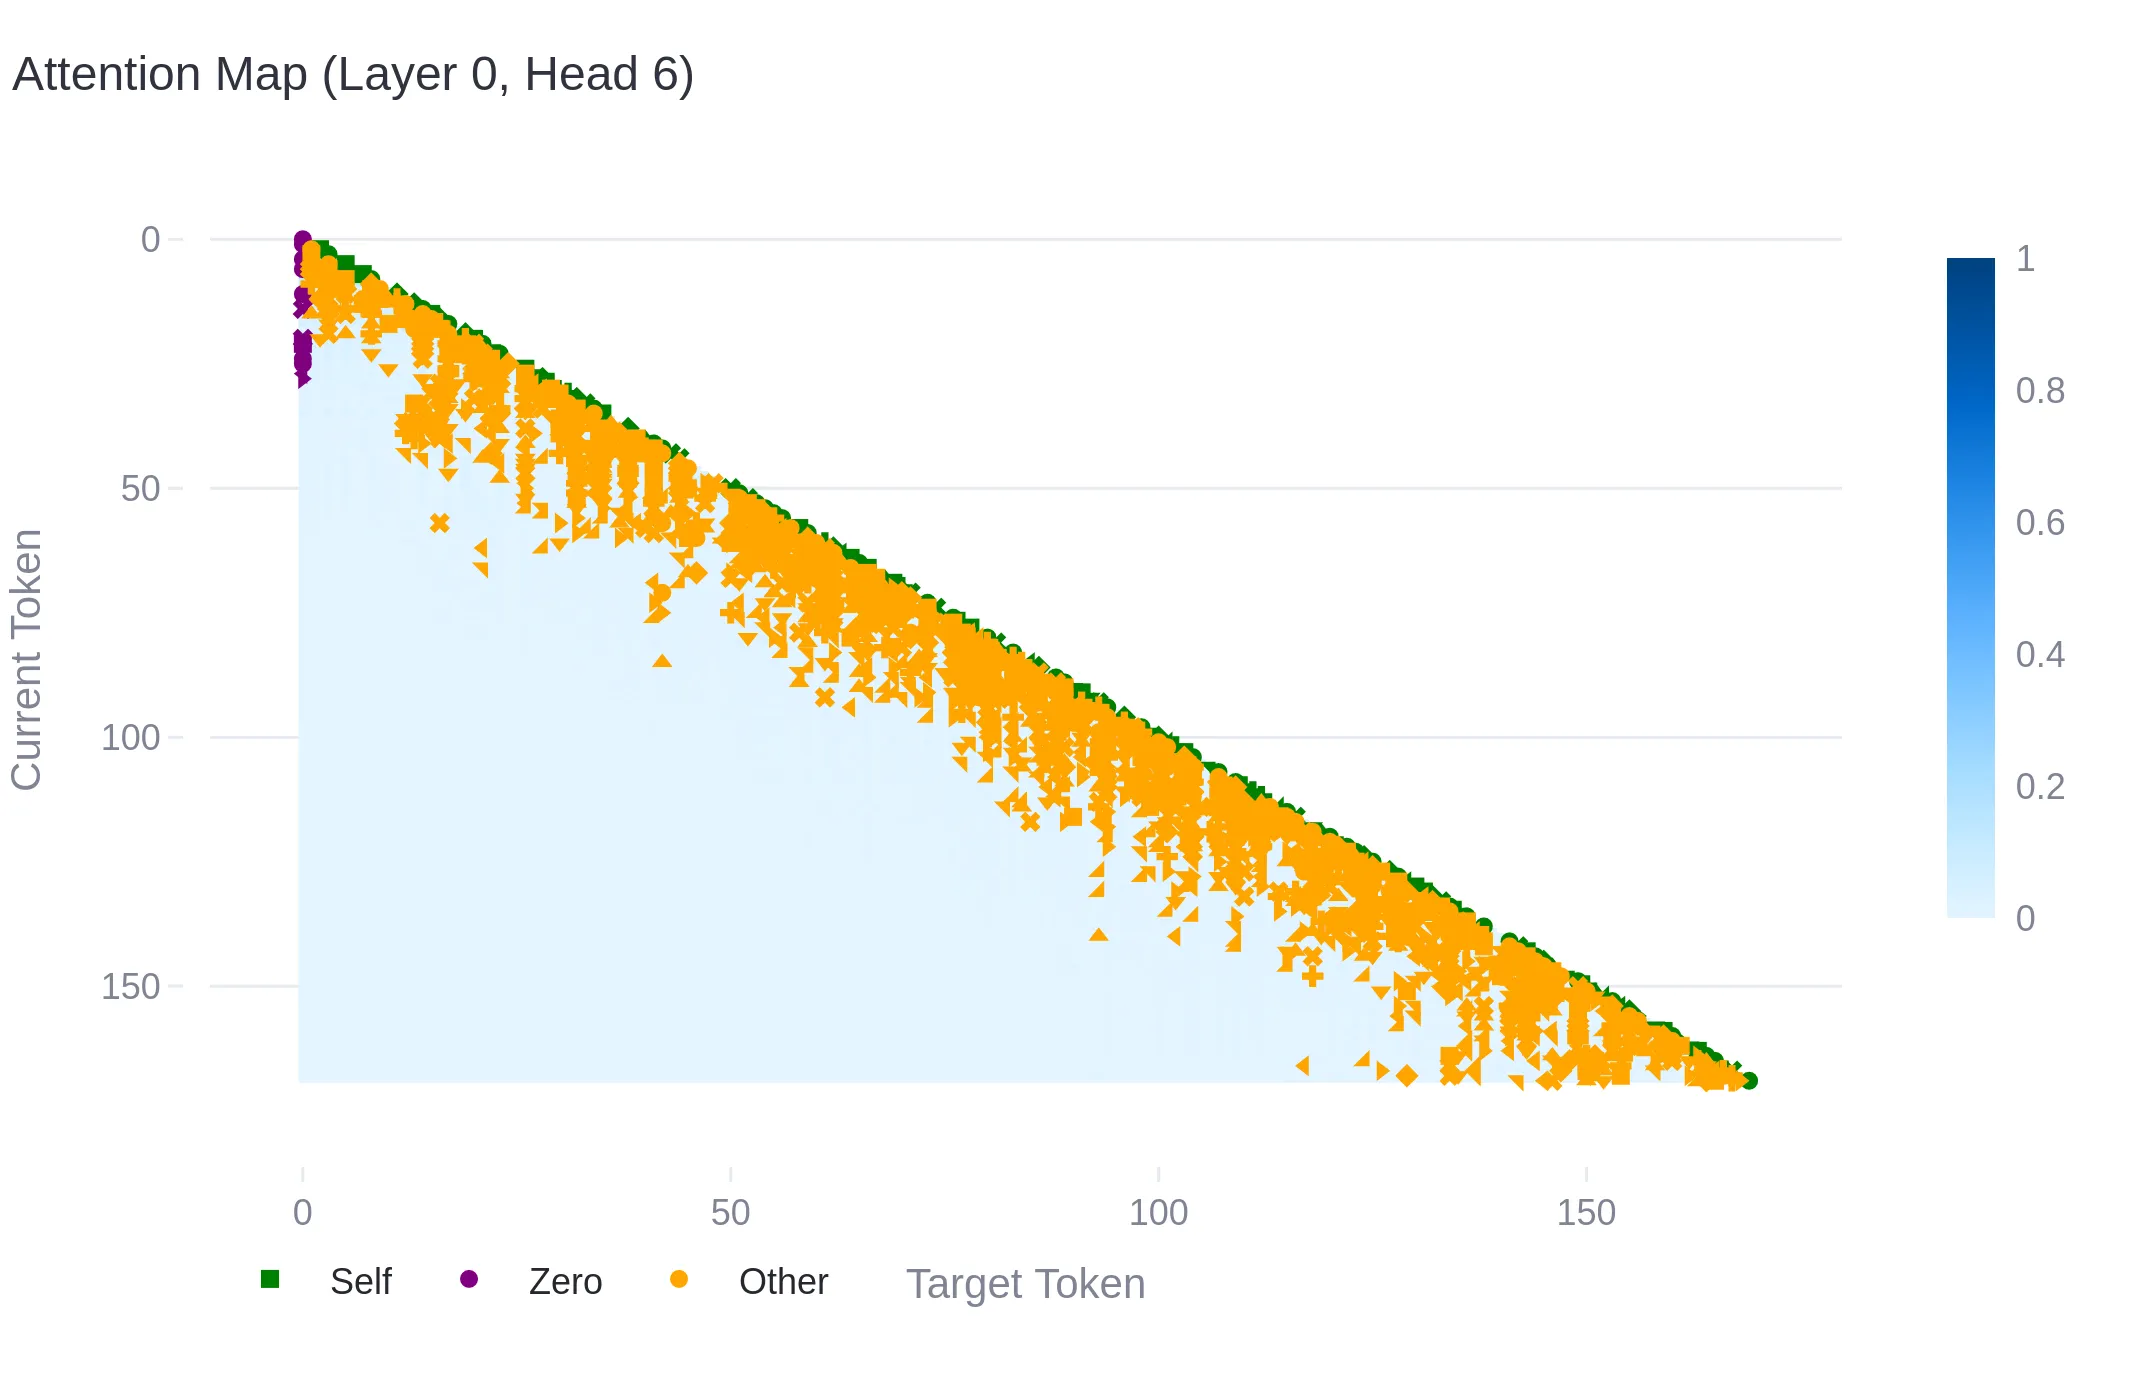 Attention Map (Layer 0, Head 6)
0
50
100
150
Current Token
1
0.8
0.6
0.4
0.2
0
0 50 100 150
Self Zero Other Target Token